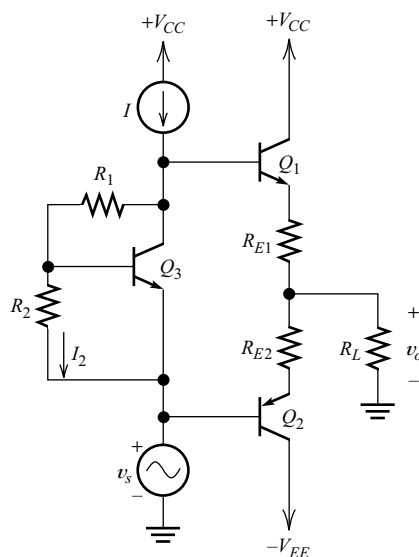 +V_CC +V_CC
I
R_1
Q_1
R_E1
Q_3
R_2
I_2
R_E2
R_L
+
v_o
−
Q_2
+
v_s
−
−V_EE